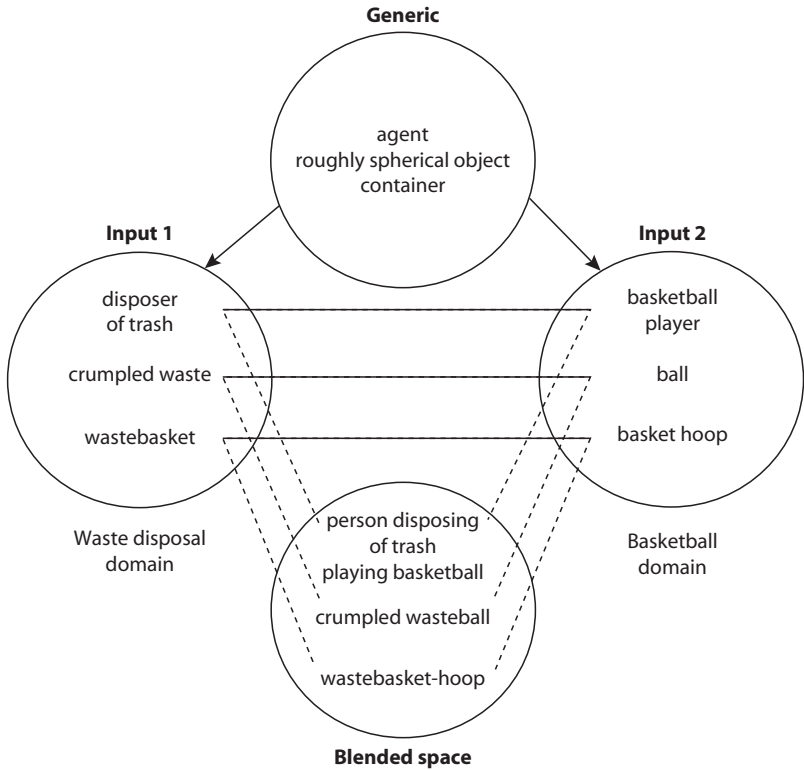 Generic
agent
roughly spherical object
container
Input 1
Input 2
disposer
of trash
basketball
player
crumpled waste
ball
wastebasket
basket hoop
person disposing
of trash
playing basketball
Waste disposal
domain
Basketball
domain
crumpled wasteball
wastebasket-hoop
Blended space